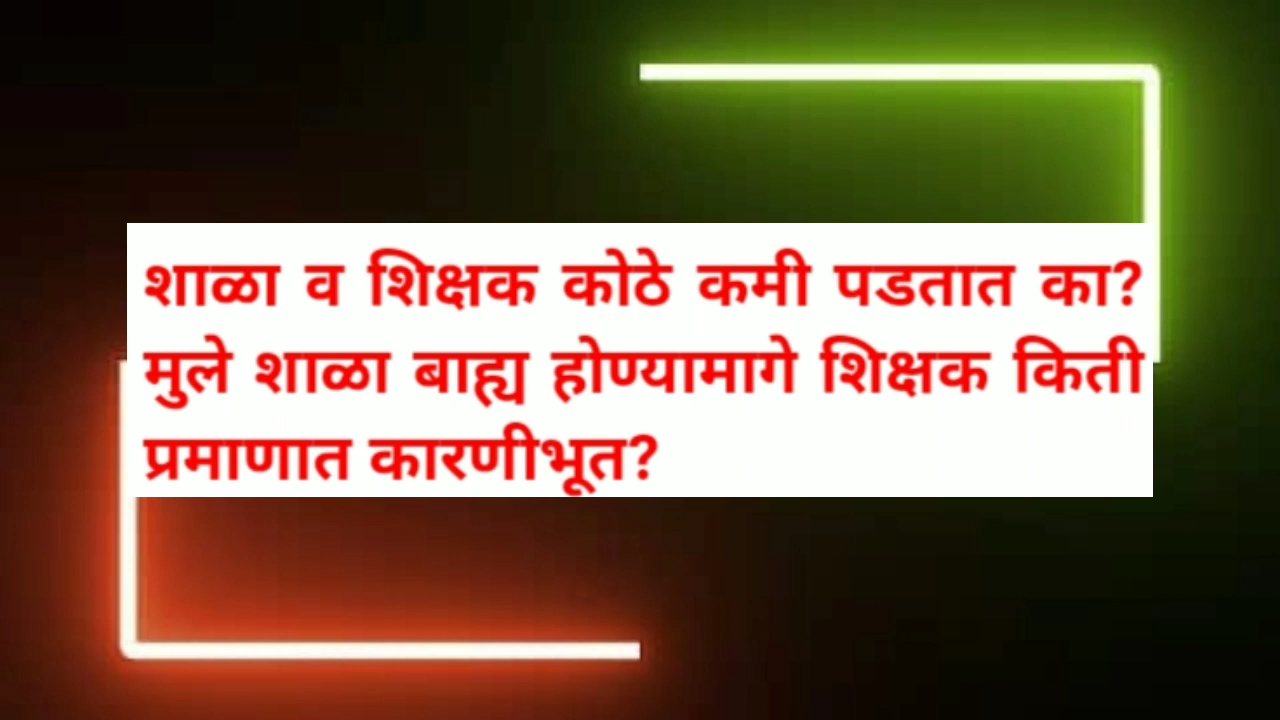 शाळा व शिक्षक कोठे कमी पडतात का?
मुले शाळा बाह्य होण्यामागे शिक्षक किती
प्रमाणात कारणीभूत?